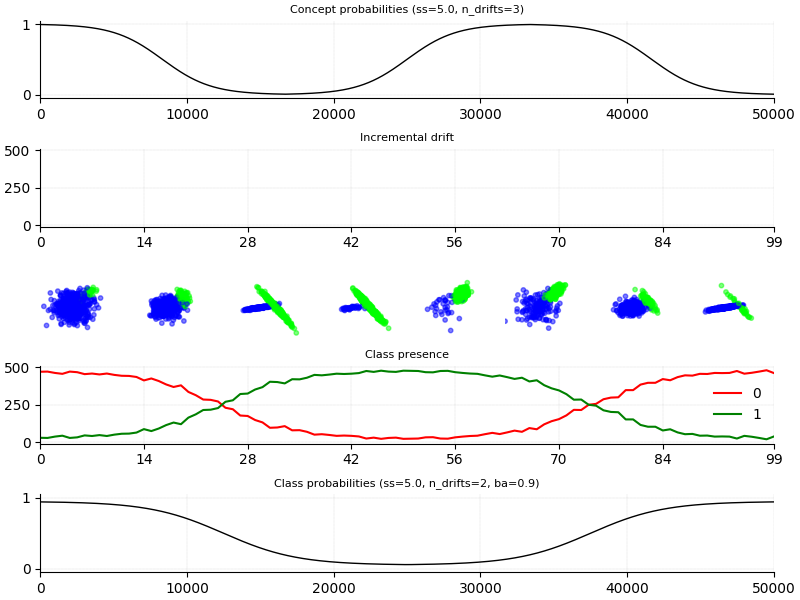 Concept probabilities (ss=5.0, n_drifts=3)
1
0
0 10000 20000 30000 40000 50000
Incremental drift
500
250
0
0 14 28 42 56 70 84 99
Class presence
500
250
0
0
1
0 14 28 42 56 70 84 99
Class probabilities (ss=5.0, n_drifts=2, ba=0.9)
1
0
0 10000 20000 30000 40000 50000